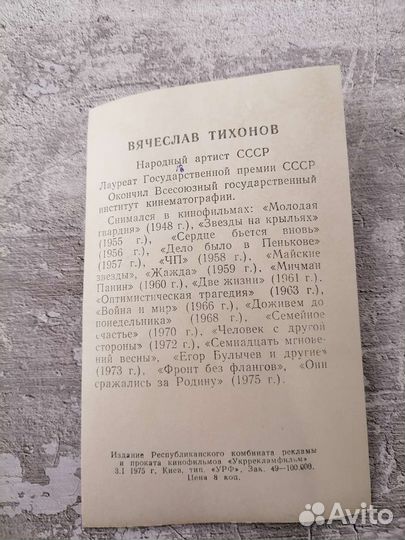 ВЯЧЕСЛАВ ТИХОНОВ
Народный артист СССР
Лауреат Государственной премии СССР
Окончил Всесоюзный государственный
институт кинематографии.
Снимался в кинофильмах: «Молодая
гвардия» (1948 г.), «Звезды на крыльях»
(1955 г.), «Сердце бьется вновь»
(1956 г.), «Дело было в Пенькове»
(1957 г.), «ЧП» (1958 г.), «Майские
звезды», «Жажда» (1959 г.), «Мичман
Панин» (1960 г.), «Две жизни» (1961 г.).
«Оптимистическая трагедия» (1963 г.),
«Война и мир» (1966 г.), «Доживем до
понедельника» (1968 г.), «Семейное
счастье» (1970 г.), «Человек с другой
стороны» (1972 г.), «Семнадцать мгнове-
ний весны», «Егор Булычев и другие»
(1973 г.), «Фронт без флангов», «Они
сражались за Родину» (1975 г.).
Издание Республиканского комбината рекламы
и проката кинофильмов «Укррекламфильм»
3.I 1975 г. Киев, тип. «УРФ», Зак. 49—100.000.
Цена 8 коп.
Avito